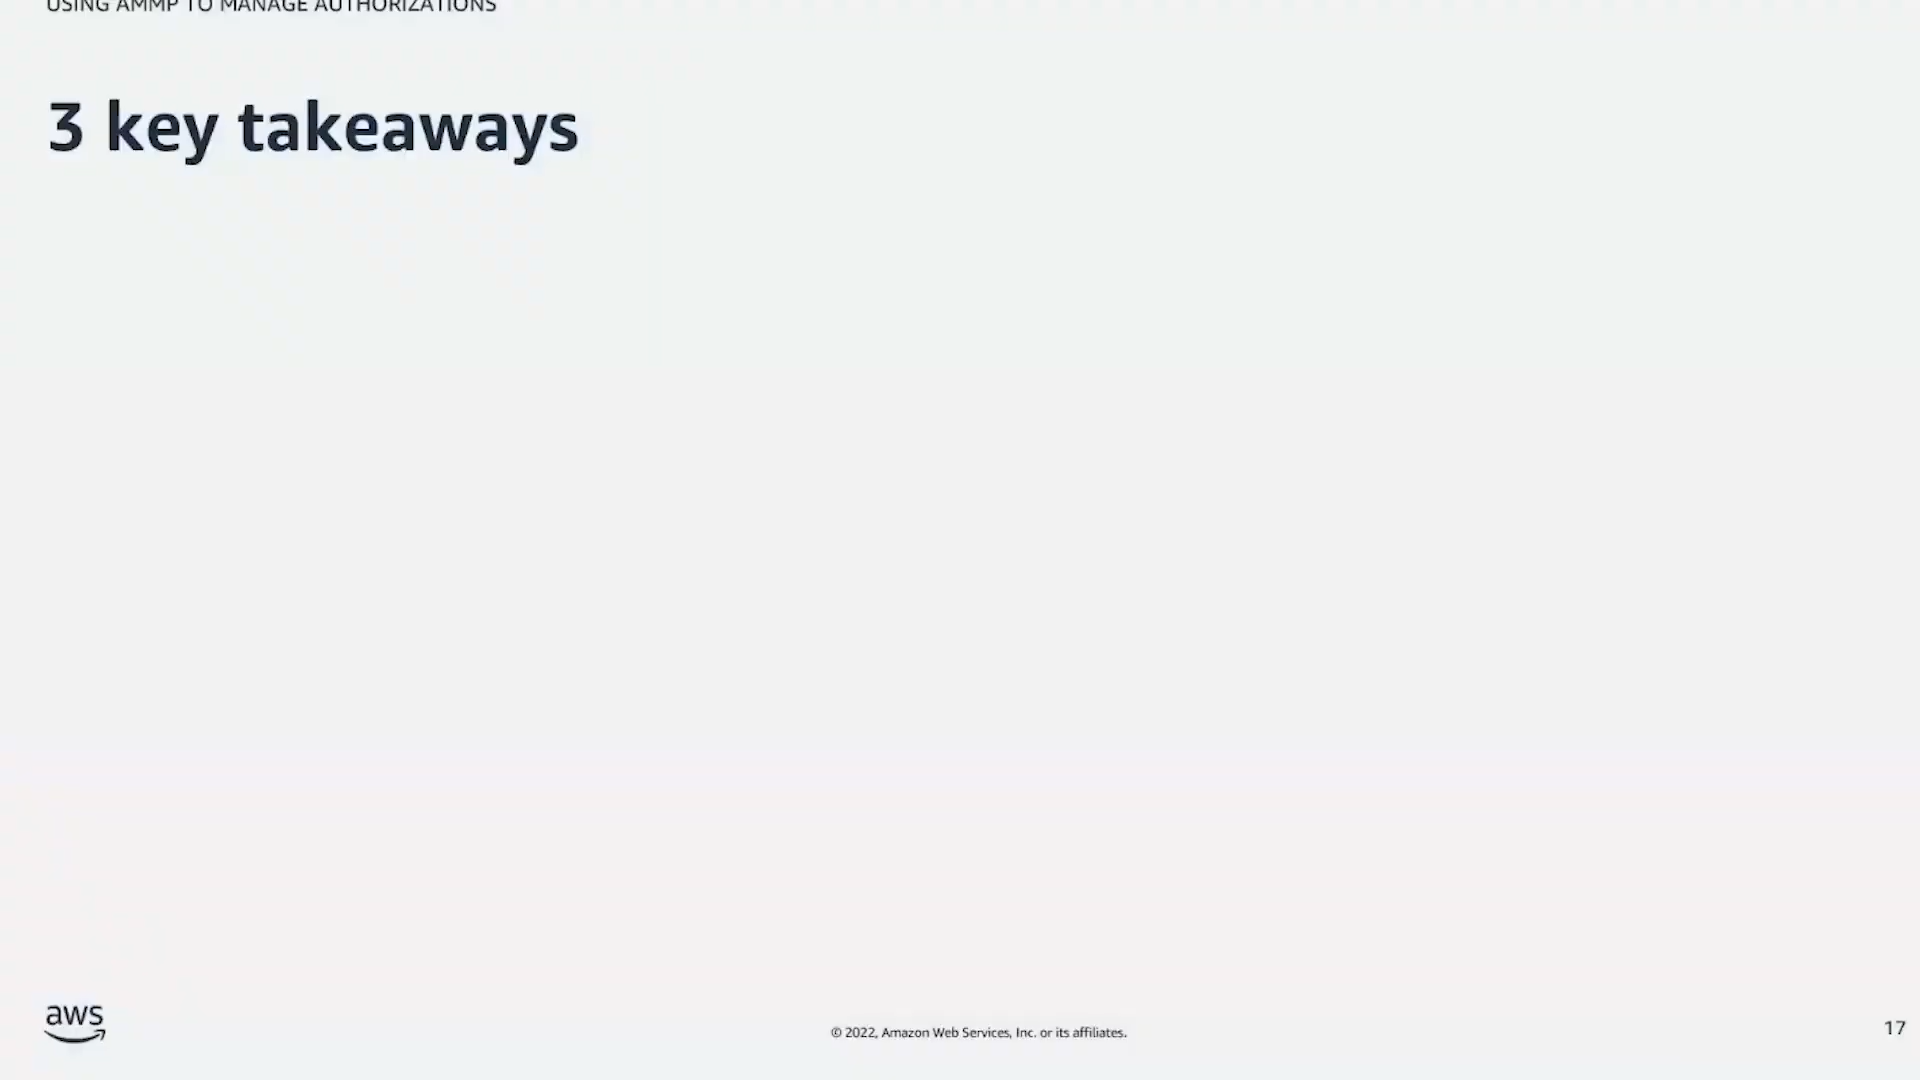 USING AMMP TO MANAGE AUTHORIZATIONS
3 key takeaways
aws
© 2022, Amazon Web Services, Inc. or its affiliates.
17